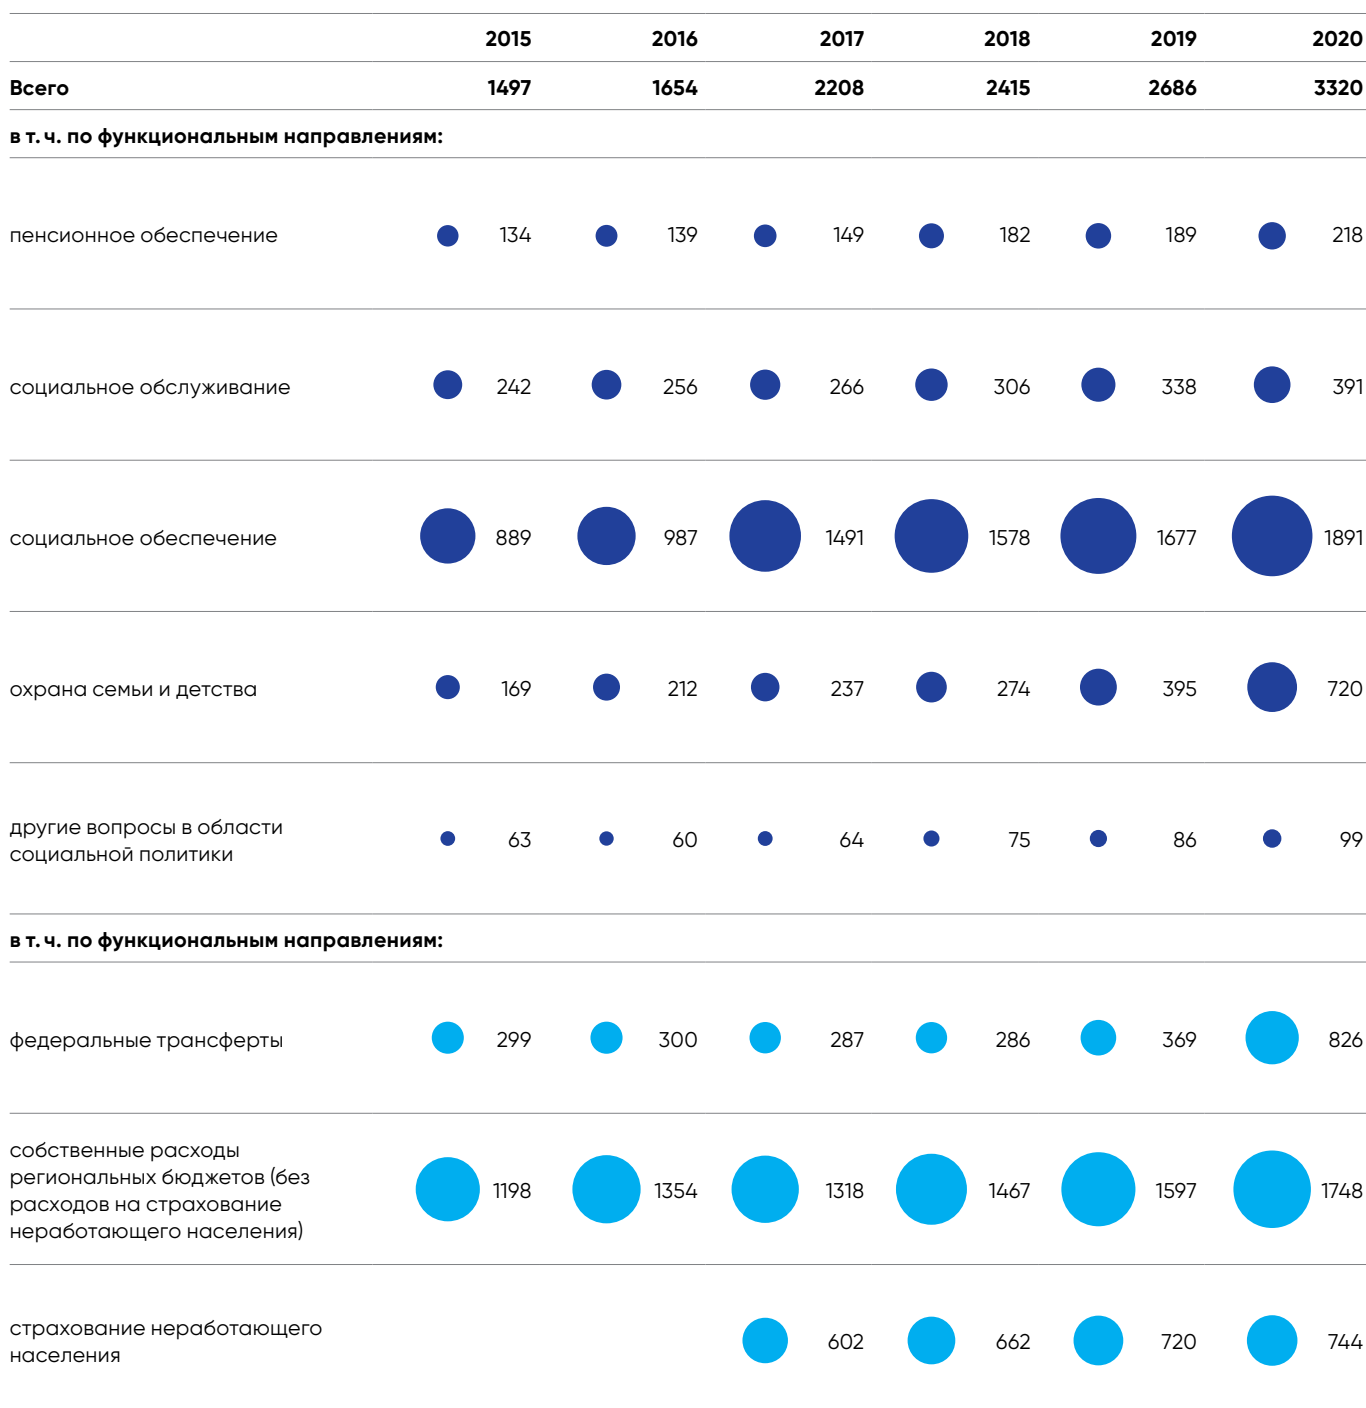 2015 2016 2017 2018 2019 2020
Всего 1497 1654 2208 2415 2686 3320
в т. ч. по функциональным направлениям:
пенсионное обеспечение 134 139 149 182 189 218
социальное обслуживание 242 256 266 306 338 391
социальное обеспечение 889 987 1491 1578 1677 1891
охрана семьи и детства 169 212 237 274 395 720
другие вопросы в области
социальной политики 63 60 64 75 86 99
в т. ч. по функциональным направлениям:
федеральные трансферты 299 300 287 286 369 826
собственные расходы
региональных бюджетов (без
расходов на страхование
неработающего населения) 1198 1354 1318 1467 1597 1748
страхование неработающего
населения 602 662 720 744